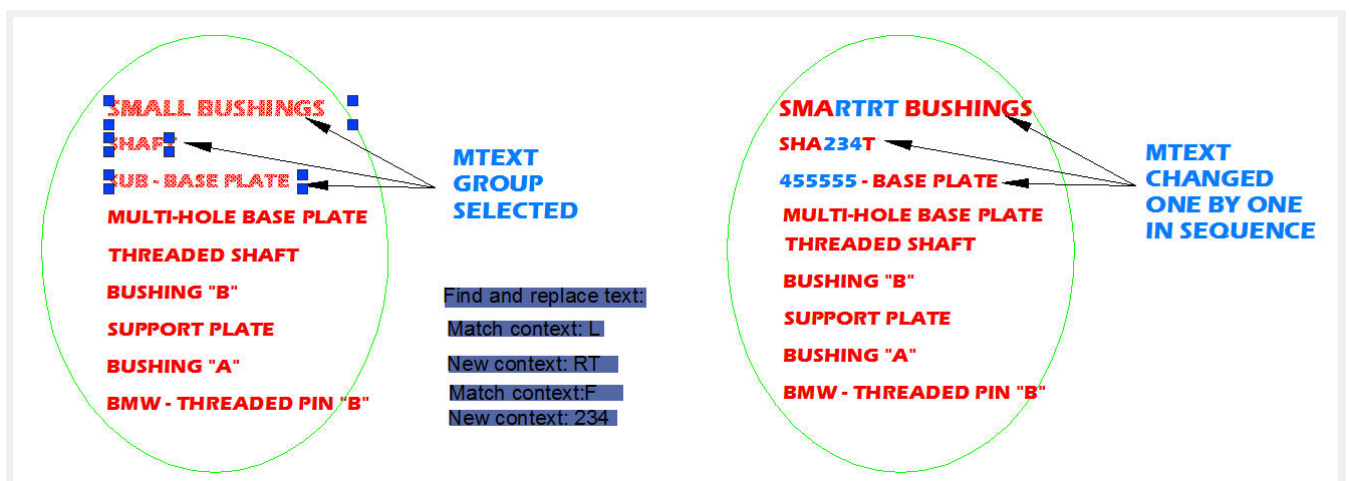 SMALL BUSHINGS
SHAFT
SUB - BASE PLATE
MULTI-HOLE BASE PLATE
THREADED SHAFT
BUSHING "B"
SUPPORT PLATE
BUSHING "A"
BMW - THREADED PIN "B"
MTEXT
GROUP
SELECTED
Find and replace text:
Match context: L
New context: RT
Match context:F
New context: 234
SMARTRT BUSHINGS
SHA234T
455555 - BASE PLATE
MULTI-HOLE BASE PLATE
THREADED SHAFT
BUSHING "B"
SUPPORT PLATE
BUSHING "A"
BMW - THREADED PIN "B"
MTEXT
CHANGED
ONE BY ONE
IN SEQUENCE